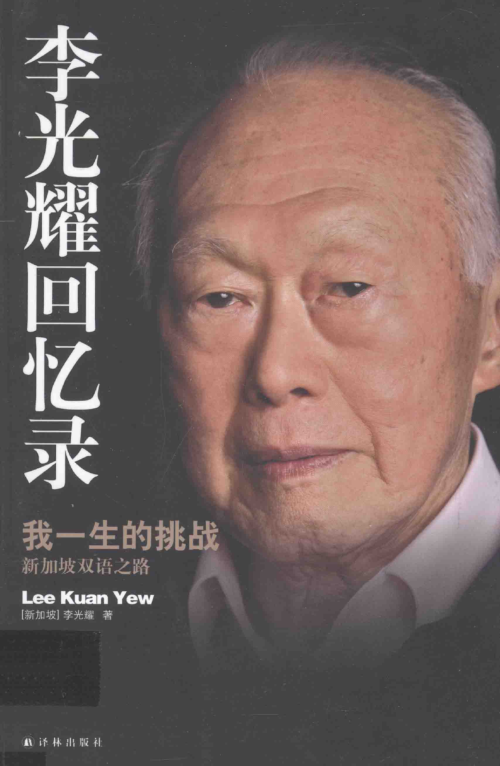 李光耀回忆录
我一生的挑战
新加坡双语之路
Lee Kuan Yew
[新加坡] 李光耀 著
译林出版社